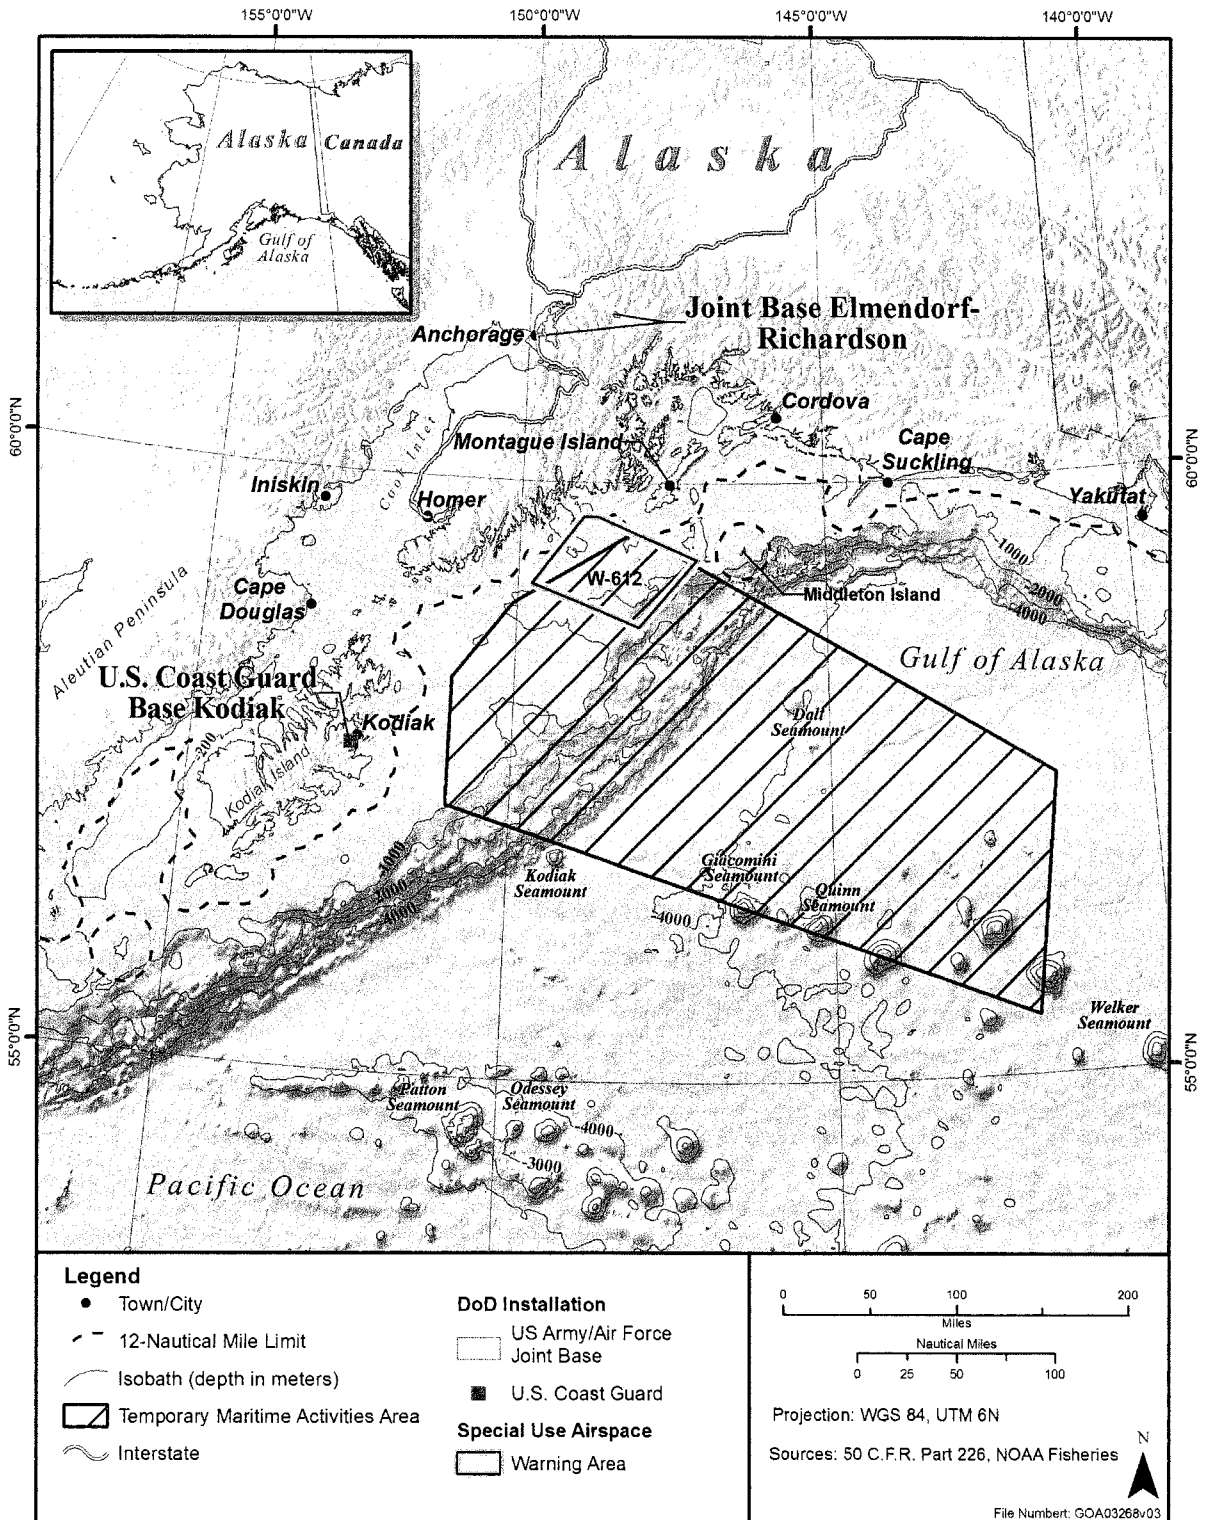 155°0'0"W
150°0'0"W
145°0'0"W
140°0'0"W
Alaska
Canada
Gulf of
Alaska
Alaska
Joint Base Elmendorf-
Richardson
Anchorage
Cordova
60°0'0"N
60°0'0"N
Cook Inlet
Montague Island
Cape
Suckling
Iniskin
Homer
Yakutat
-1000
W-612
-2000
Middleton Island
-4000
Cape
Douglas
Aleutian Peninsula
Gulf of Alaska
U.S. Coast Guard
Base Kodiak
Kodiak
-200
Kodiak Island
Dall
Seamount
-1000
2000
-4000
Kodiak
Seamount
Giacomini
Seamount
Quinn
Seamount
-4000
Welker
Seamount
55°0'0"N
55°0'0"N
Patton
Seamount
Odessey
Seamount
-4000
-3000
Pacific Ocean
Legend
Town/City
12-Nautical Mile Limit
Isobath (depth in meters)
Temporary Maritime Activities Area
Interstate
DoD Installation
US Army/Air Force
Joint Base
U.S. Coast Guard
Special Use Airspace
Warning Area
0 50 100 200
Miles
Nautical Miles
0 25 50 100
Projection: WGS 84, UTM 6N
Sources: 50 C.F.R. Part 226, NOAA Fisheries
N
File Numbert: GOA03268v03